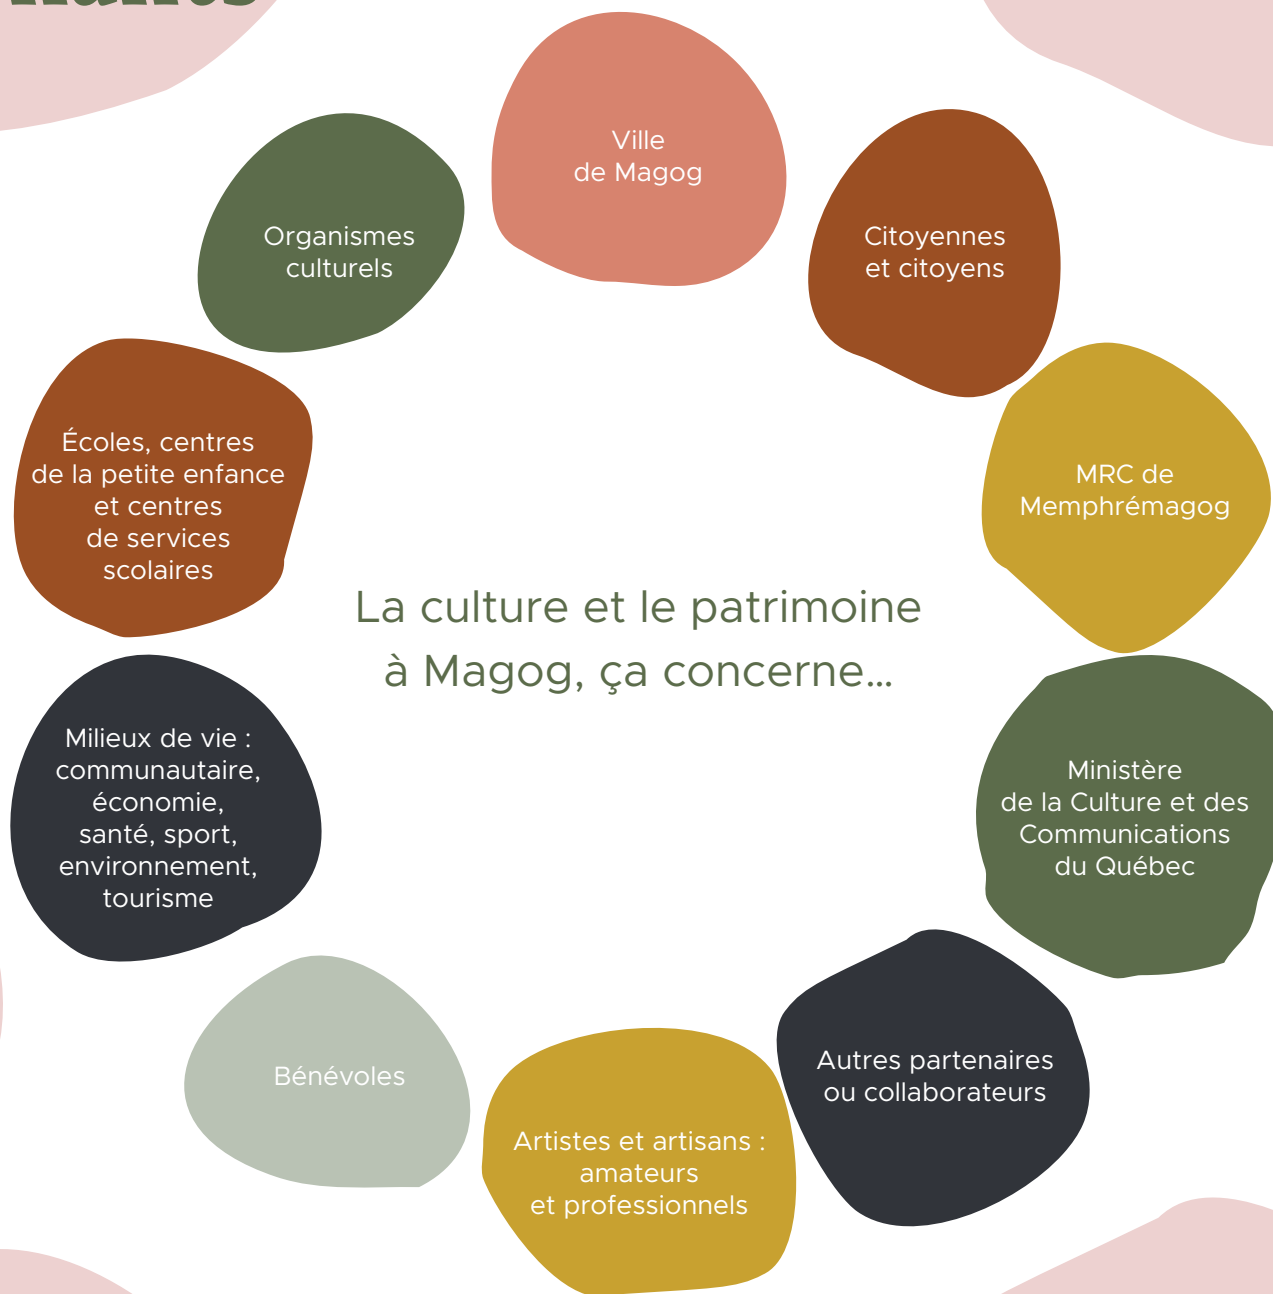 Ville
de Magog
Citoyennes
et citoyens
MRC de
Memphrémagog
Ministère
de la Culture et des
Communications
du Québec
Autres partenaires
ou collaborateurs
Artistes et artisans :
amateurs
et professionnels
Bénévoles
Milieux de vie :
communautaire,
économie,
santé, sport,
environnement,
tourisme
Écoles, centres
de la petite enfance
et centres
de services
scolaires
Organismes
culturels
La culture et le patrimoine
à Magog, ça concerne…